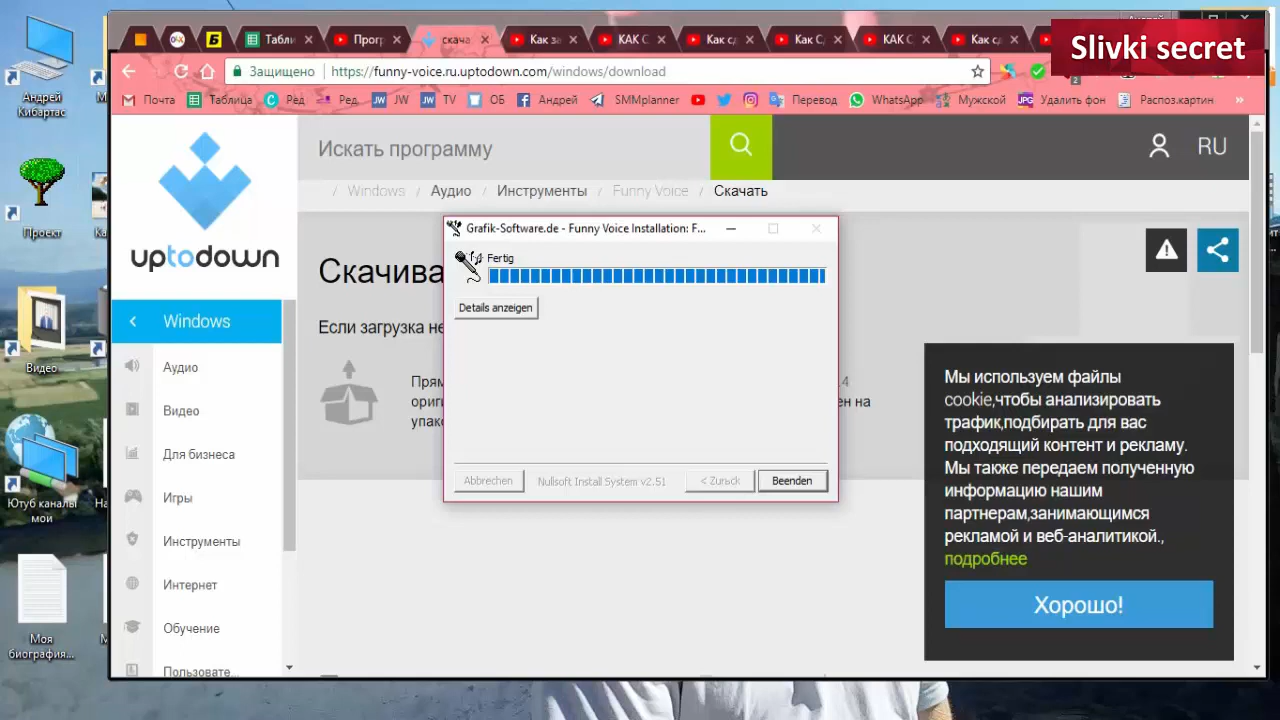 Slivki secret
Табли
Прогр
скача
Как за
КАК С
Как сд
Как С
КАК С
Как сд
Защищено
https://funny-voice.ru.uptodown.com/windows/download
Почта
Таблица
Ред
Ред.
JW
TV
ОБ
Андрей
SMMplanner
Перевод
WhatsApp
Мужской
Удалить фон
Распоз.картин
Андрей
Кибартас
Проект
Видео
Ютуб каналы
мои
Моя
биография...
uptodown
Искать программу
RU
/ Windows / Аудио / Инструменты / Funny Voice / Скачать
Скачива
Если загрузка не
Прям
ориги
упако
ен на
Windows
Аудио
Видео
Для бизнеса
Игры
Инструменты
Интернет
Обучение
Пользовате...
Grafik-Software.de - Funny Voice Installation: F...
Fertig
Details anzeigen
Abbrechen
Nullsoft Install System v2.51
< Zurück
Beenden
Мы используем файлы
cookie,чтобы анализировать
трафик,подбирать для вас
подходящий контент и рекламу.
Мы также передаем полученную
информацию нашим
партнерам,занимающимся
рекламой и веб-аналитикой.,
подробнее
Хорошо!